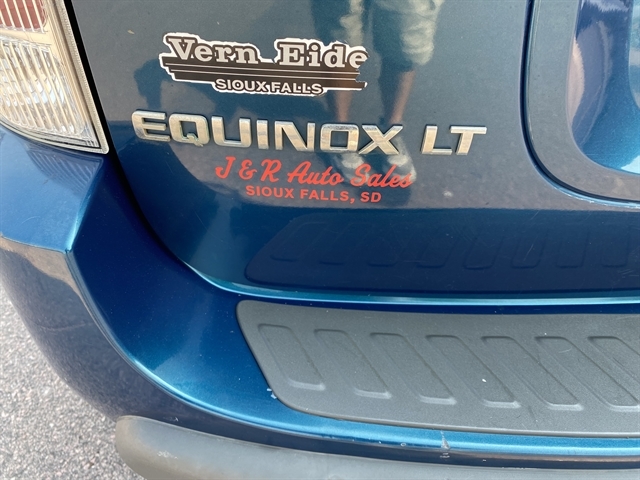 Vern Eide
SIOUX FALLS
EQUINOX LT
J & R Auto Sales
SIOUX FALLS, SD